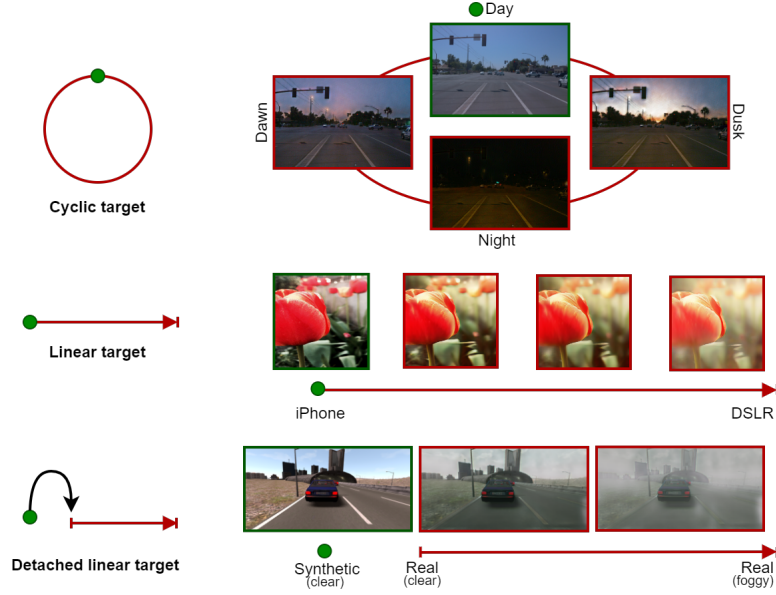 Day
Dawn
Dusk
Cyclic target
Night
Linear target
iPhone
DSLR
Detached linear target
Synthetic
(clear)
Real
(clear)
Real
(foggy)